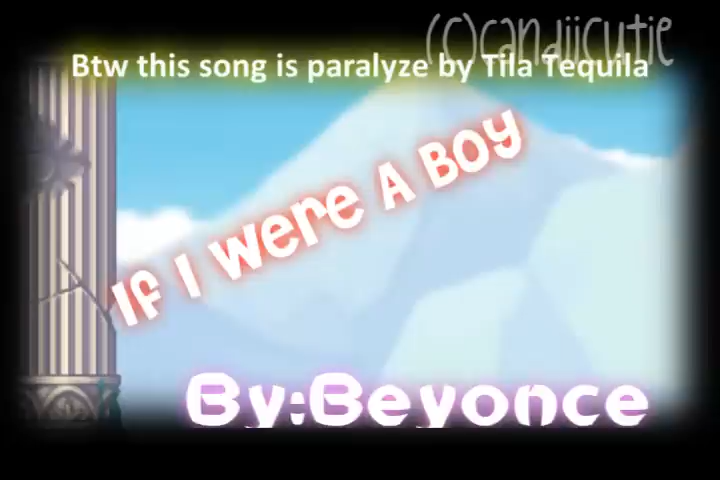 (C)candiicutie
Btw this song is paralyze by Tila Tequila
If I Were A Boy
By:Beyonce